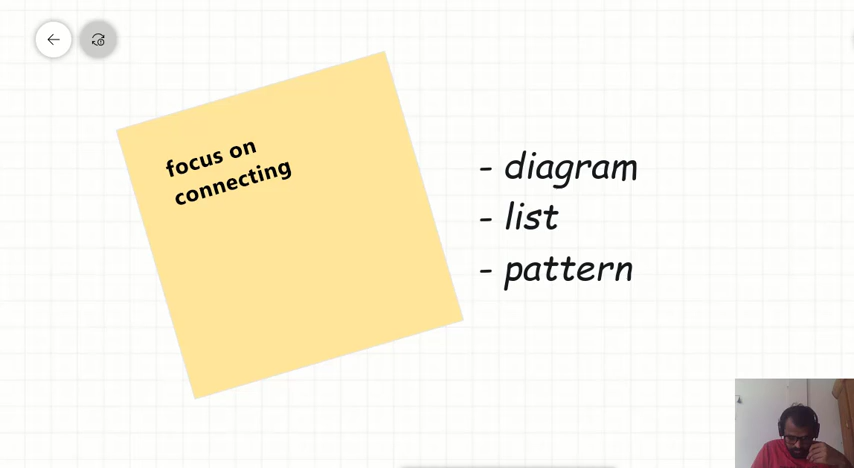 focus on
connecting
- diagram
- list
- pattern